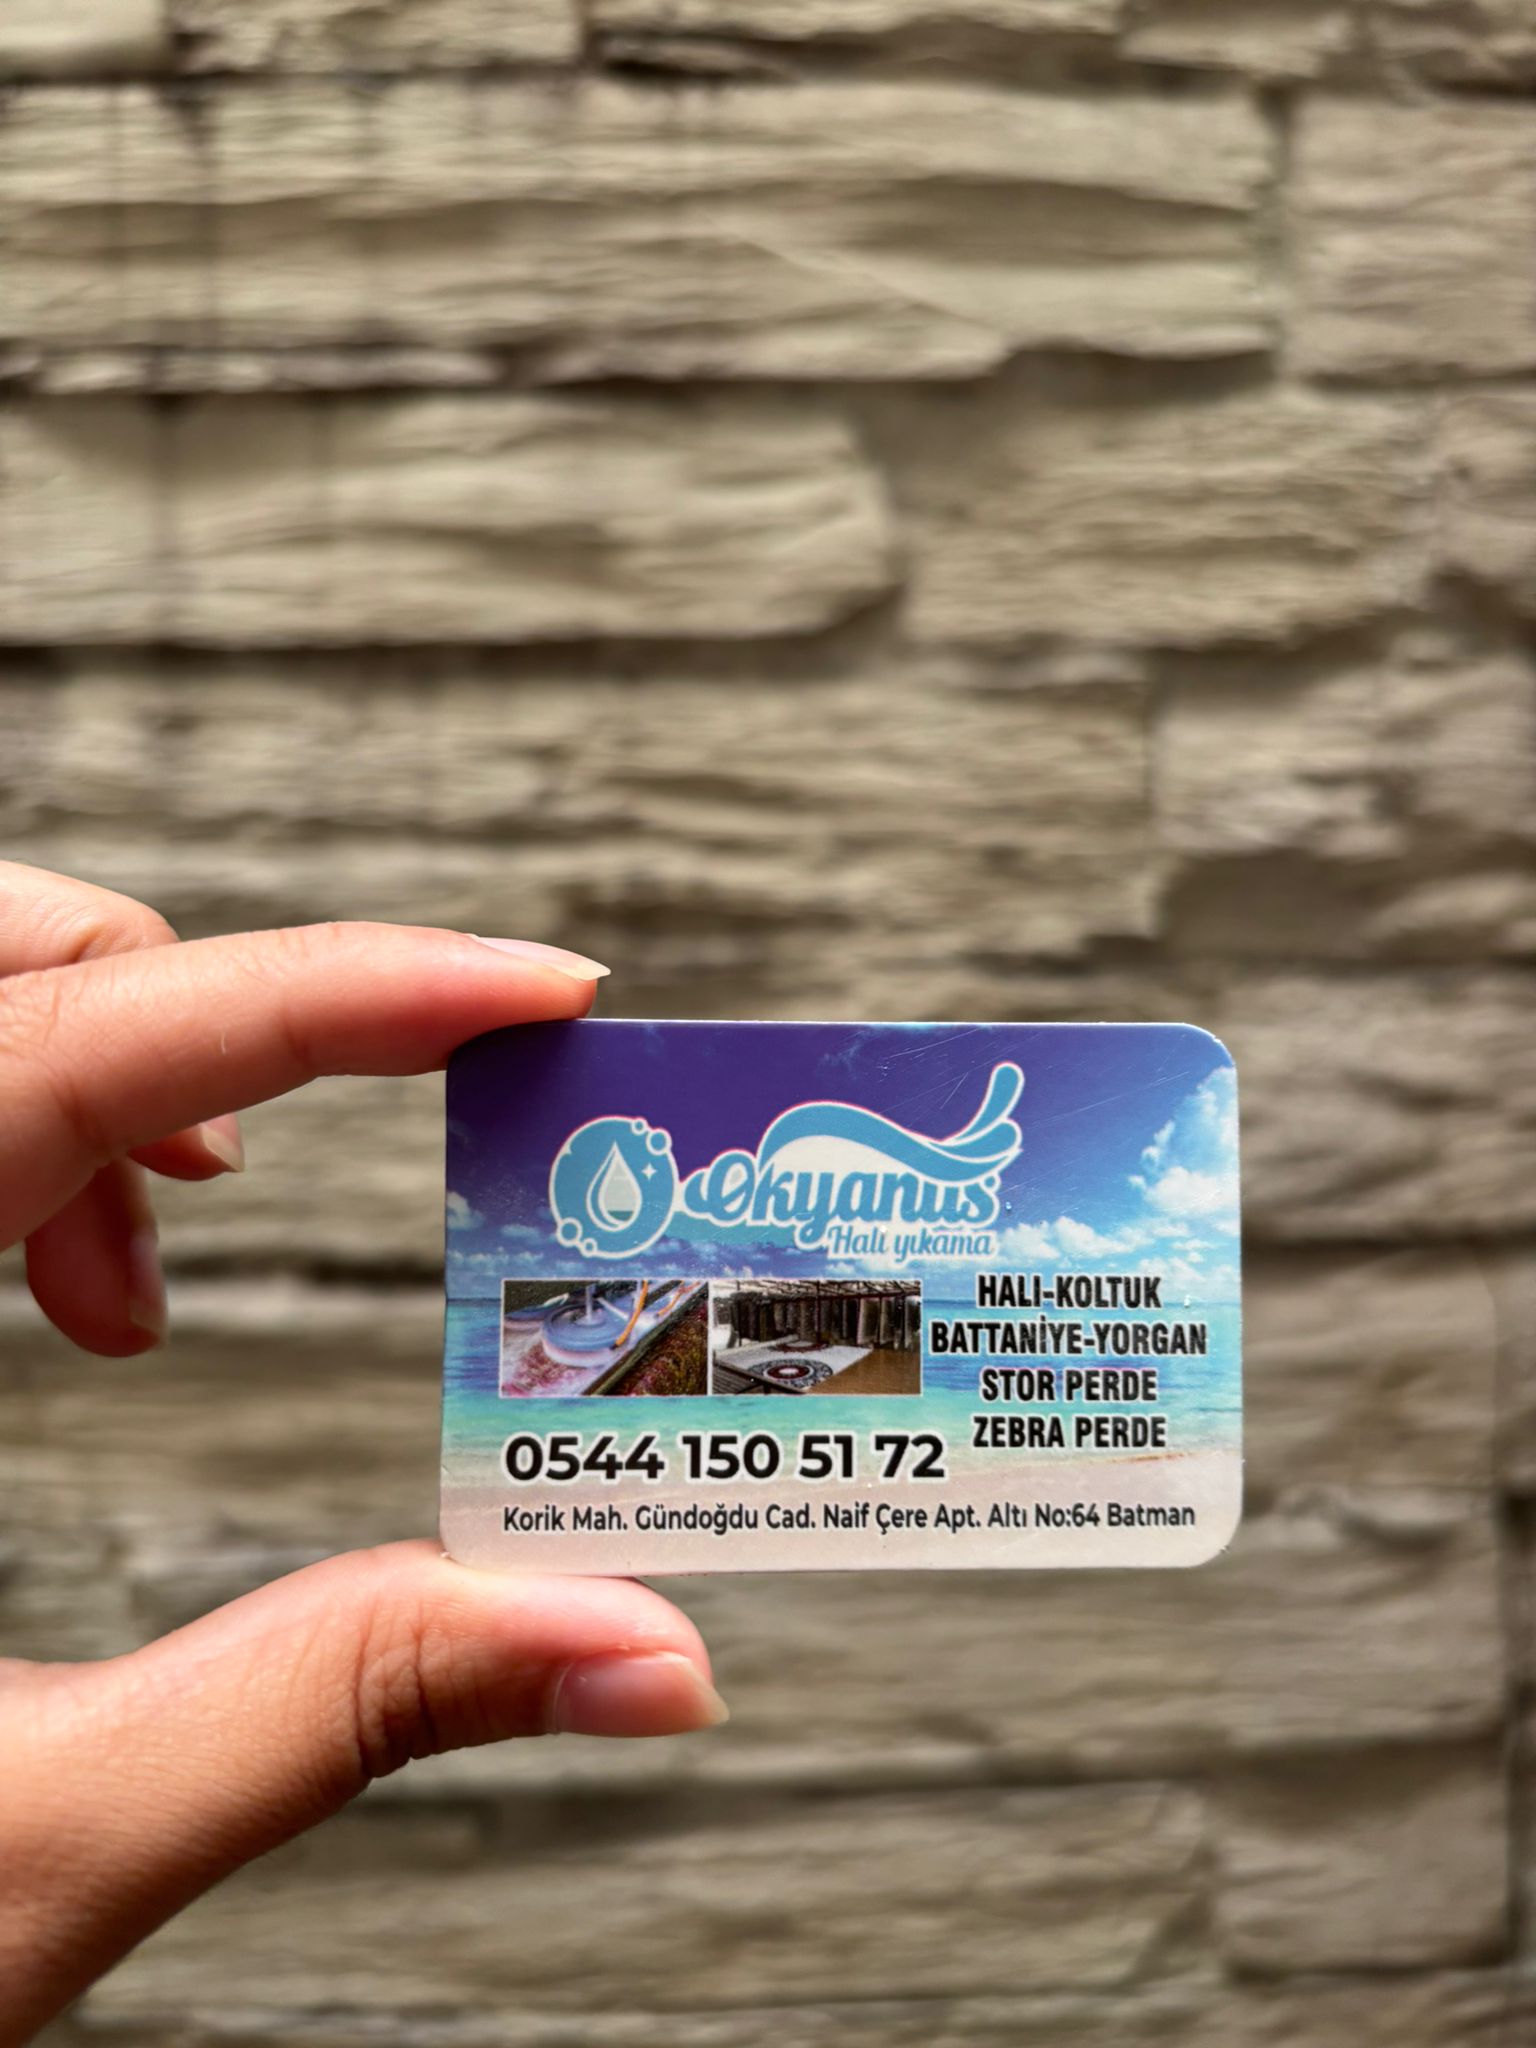 Okyanus
Halı yıkama
HALI-KOLTUK
BATTANİYE-YORGAN
STOR PERDE
ZEBRA PERDE
0544 150 51 72
Korik Mah. Gündoğdu Cad. Naif Çere Apt. Altı No:64 Batman